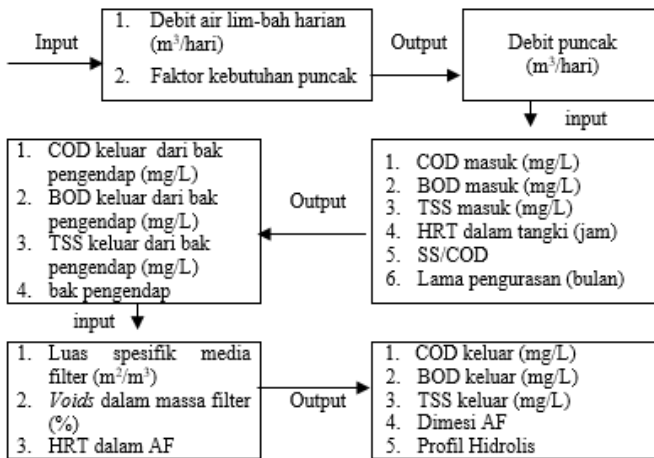 Input
1. Debit air lim-bah harian
(m³/hari)
2. Faktor kebutuhan puncak
Output
Debit puncak
(m³/hari)
input
1. COD masuk (mg/L)
2. BOD masuk (mg/L)
3. TSS masuk (mg/L)
4. HRT dalam tangki (jam)
5. SS/COD
6. Lama pengurasan (bulan)
Output
1. COD keluar dari bak
pengendap (mg/L)
2. BOD keluar dari bak
pengendap (mg/L)
3. TSS keluar dari bak
pengendap (mg/L)
4. bak pengendap
input
1. Luas spesifik media
filter (m²/m³)
2. Voids dalam massa filter
(%)
3. HRT dalam AF
Output
1. COD keluar (mg/L)
2. BOD keluar (mg/L)
3. TSS keluar (mg/L)
4. Dimesi AF
5. Profil Hidrolis